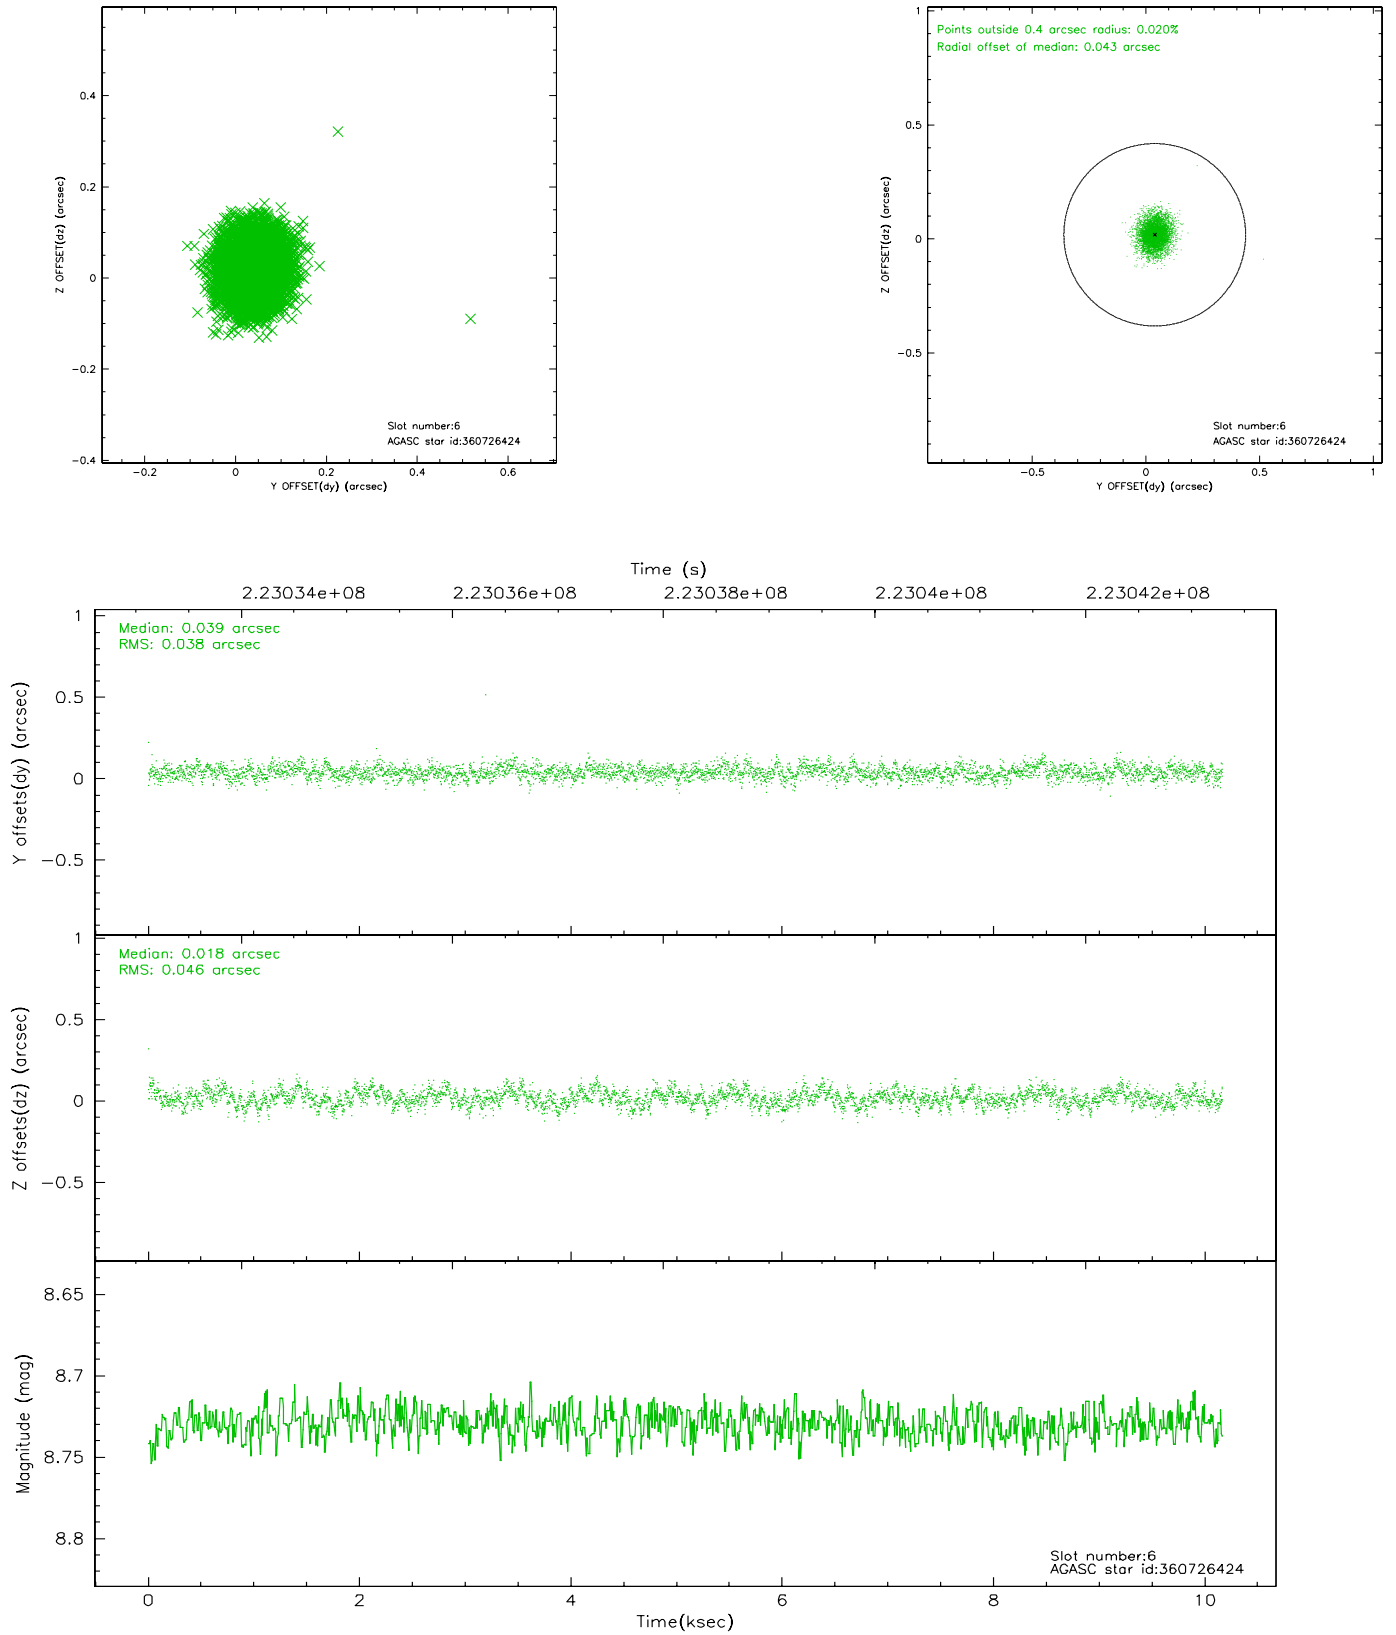 0.4
0.2
0
−0.2
−0.4
Z OFFSET(dz) (arcsec)
−0.2
0
0.2
0.4
0.6
Y OFFSET(dy) (arcsec)
Slot number:6
AGASC star id:360726424
Points outside 0.4 arcsec radius: 0.020%
Radial offset of median: 0.043 arcsec
1
0.5
0
−0.5
Z OFFSET(dz) (arcsec)
−0.5
0
0.5
1
Y OFFSET(dy) (arcsec)
Slot number:6
AGASC star id:360726424
Time (s)
2.23034e+08
2.23036e+08
2.23038e+08
2.2304e+08
2.23042e+08
Median: 0.039 arcsec
RMS: 0.038 arcsec
1
0.5
0
−0.5
Y offsets(dy) (arcsec)
Median: 0.018 arcsec
RMS: 0.046 arcsec
1
0.5
0
−0.5
Z offsets(dz) (arcsec)
8.65
8.7
8.75
8.8
Magnitude (mag)
Slot number:6
AGASC star id:360726424
0
2
4
6
8
10
Time(ksec)